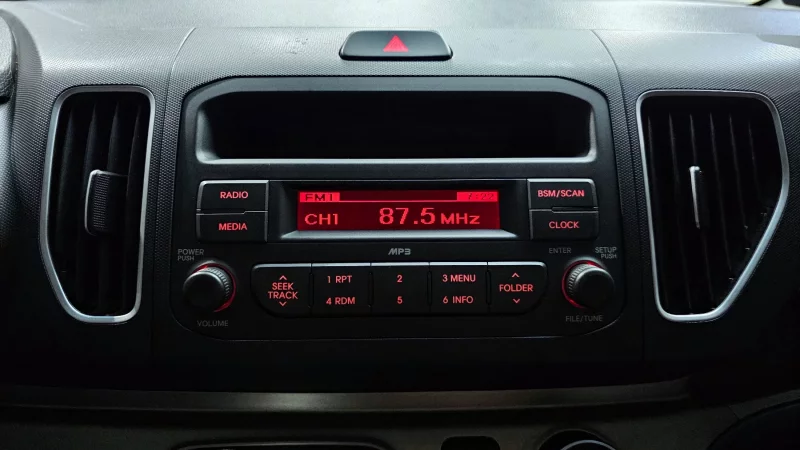 RADIO
MEDIA
FM1
CH1 87.5 MHz
BSM/SCAN
CLOCK
MP3
POWER
PUSH
VOLUME
SEEK
TRACK
1 RPT
2
3 MENU
4 RDM
5
6 INFO
FOLDER
ENTER
SETUP
PUSH
FILE/TUNE